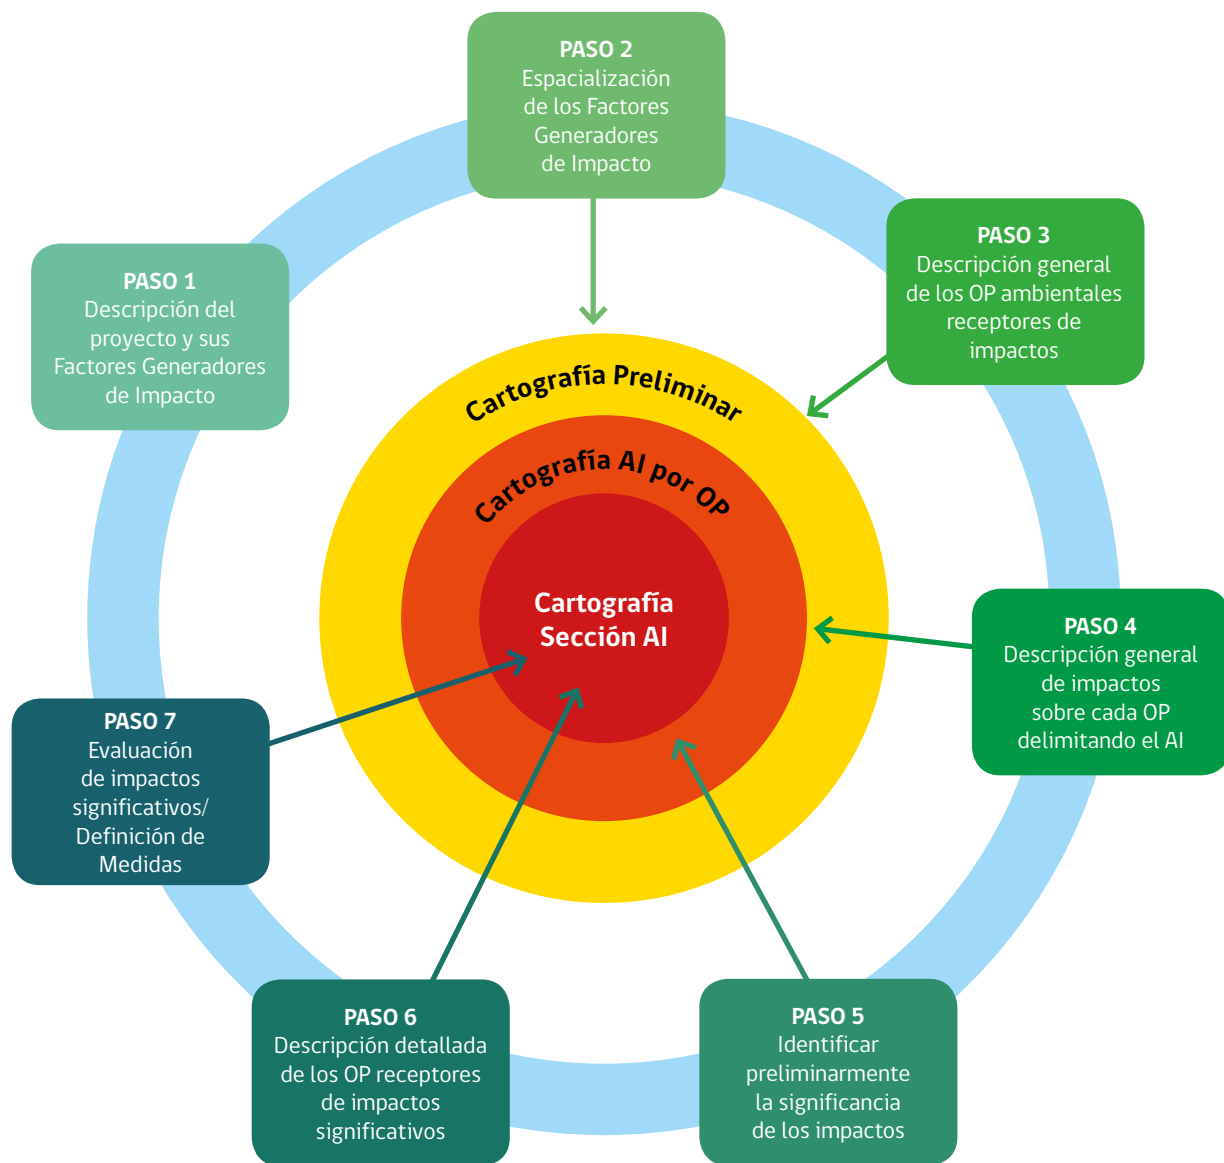 PASO 1
Descripción del
proyecto y sus
Factores Generadores
de Impacto
PASO 2
Espacialización
de los Factores
Generadores
de Impacto
PASO 3
Descripción general
de los OP ambientales
receptores de
impactos
PASO 4
Descripción general
de impactos
sobre cada OP
delimitando el AI
PASO 5
Identificar
preliminarmente
la significancia
de los impactos
PASO 6
Descripción detallada
de los OP receptores
de impactos
significativos
PASO 7
Evaluación
de impactos
significativos/
Definición de
Medidas
Cartografía Preliminar
Cartografía AI por OP
Cartografía
Sección AI